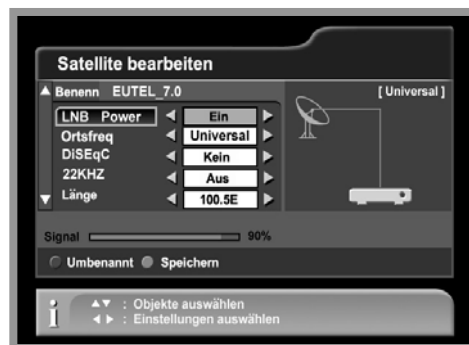 Satellite bearbeiten
Benenn EUTEL_7.0 [ Universal ]
LNB Power Ein
Ortsfreq Universal
DiSEqC Kein
22KHZ Aus
Länge 100.5E
Signal 90%
Umbenannt Speichern
i
: Objekte auswählen
: Einstellungen auswählen